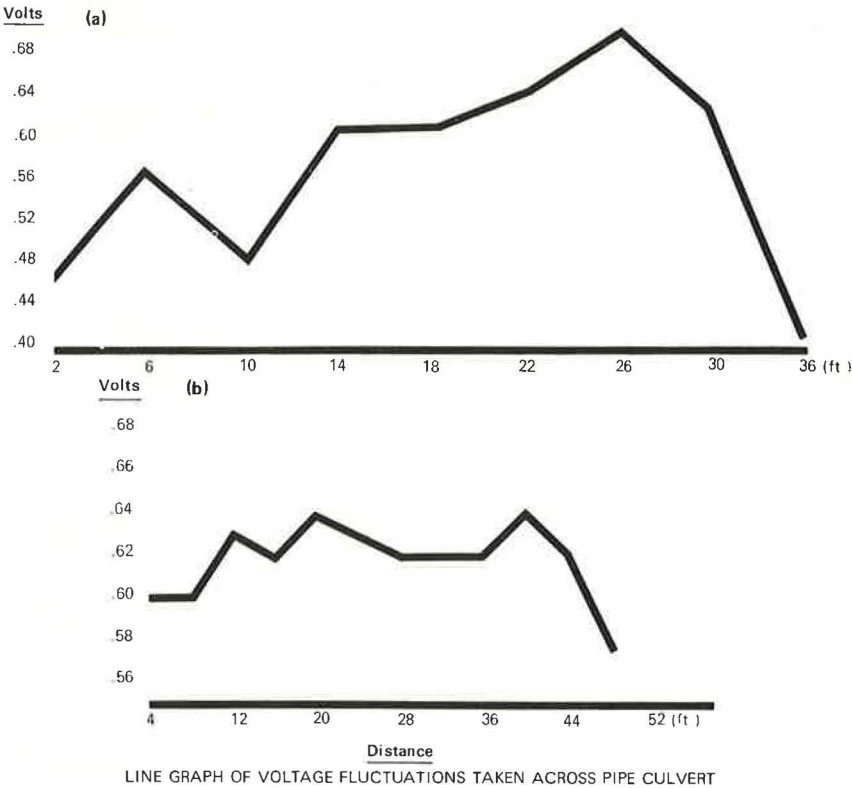 Volts (a)
.68
.64
.60
.56
.52
.48
.44
.40
2 6 10 14 18 22 26 30 36 (ft)
Volts (b)
.68
.66
.64
.62
.60
.58
.56
4 12 20 28 36 44 52 (ft)
Distance
LINE GRAPH OF VOLTAGE FLUCTUATIONS TAKEN ACROSS PIPE CULVERT